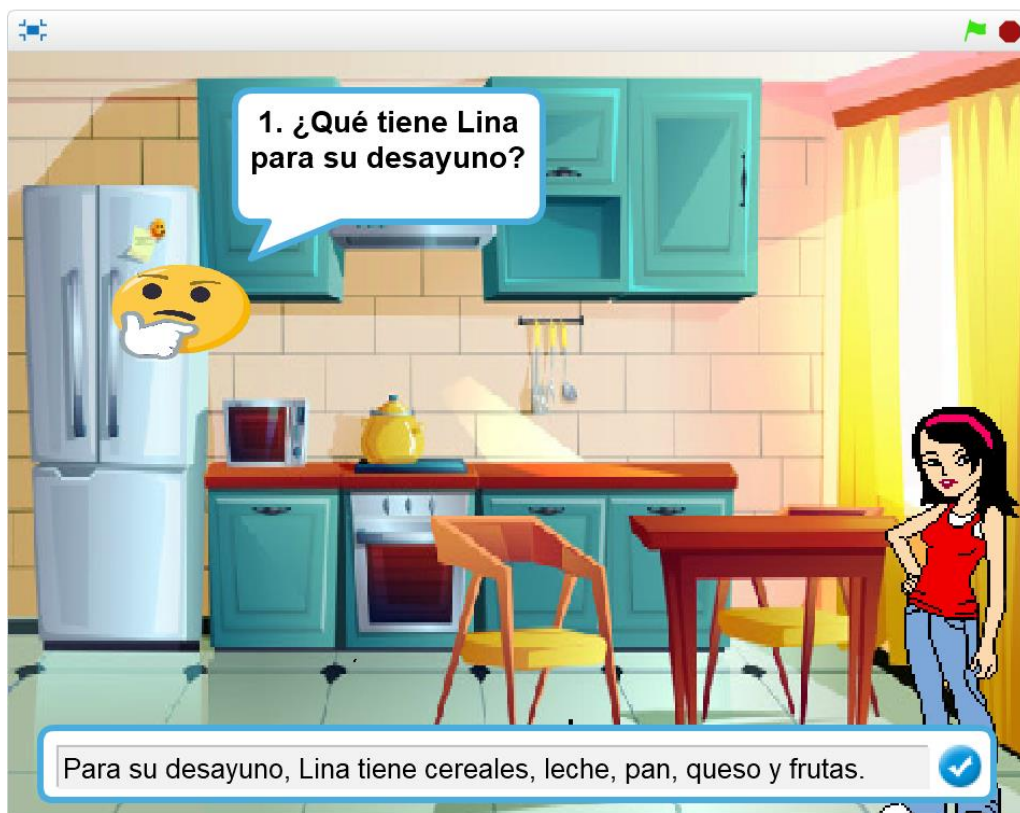 1. ¿Qué tiene Lina
para su desayuno?
Para su desayuno, Lina tiene cereales, leche, pan, queso y frutas.